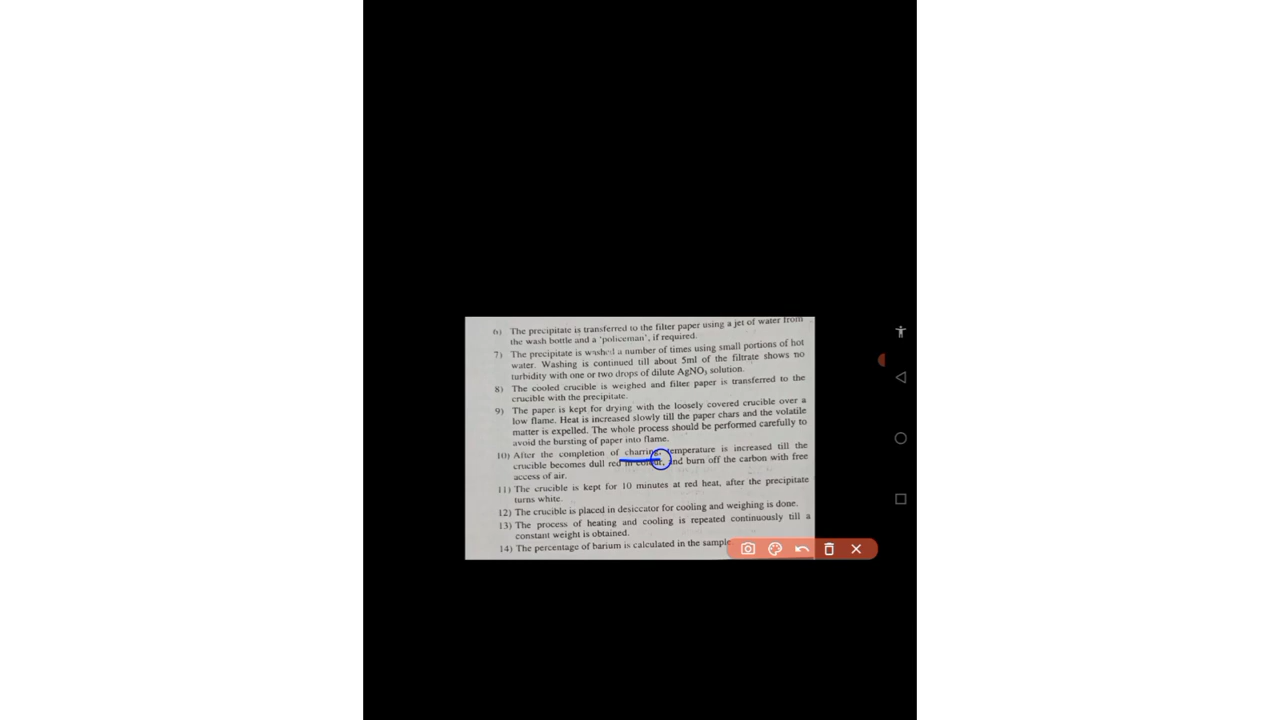 6) The precipitate is transferred to the filter paper using a jet of water from
the wash bottle and a 'policeman', if required.
7) The precipitate is washed a number of times using small portions of hot
water. Washing is continued till about 5ml of the filtrate shows no
turbidity with one or two drops of dilute AgNO₃ solution.
8) The cooled crucible is weighed and filter paper is transferred to the
crucible with the precipitate.
9) The paper is kept for drying with the loosely covered crucible over a
low flame. Heat is increased slowly till the paper chars and the volatile
matter is expelled. The whole process should be performed carefully to
avoid the bursting of paper into flame.
10) After the completion of charring, temperature is increased till the
crucible becomes dull red in colour, and burn off the carbon with free
access of air.
11) The crucible is kept for 10 minutes at red heat, after the precipitate
turns white.
12) The crucible is placed in desiccator for cooling and weighing is done.
13) The process of heating and cooling is repeated continuously till a
constant weight is obtained.
14) The percentage of barium is calculated in the sample